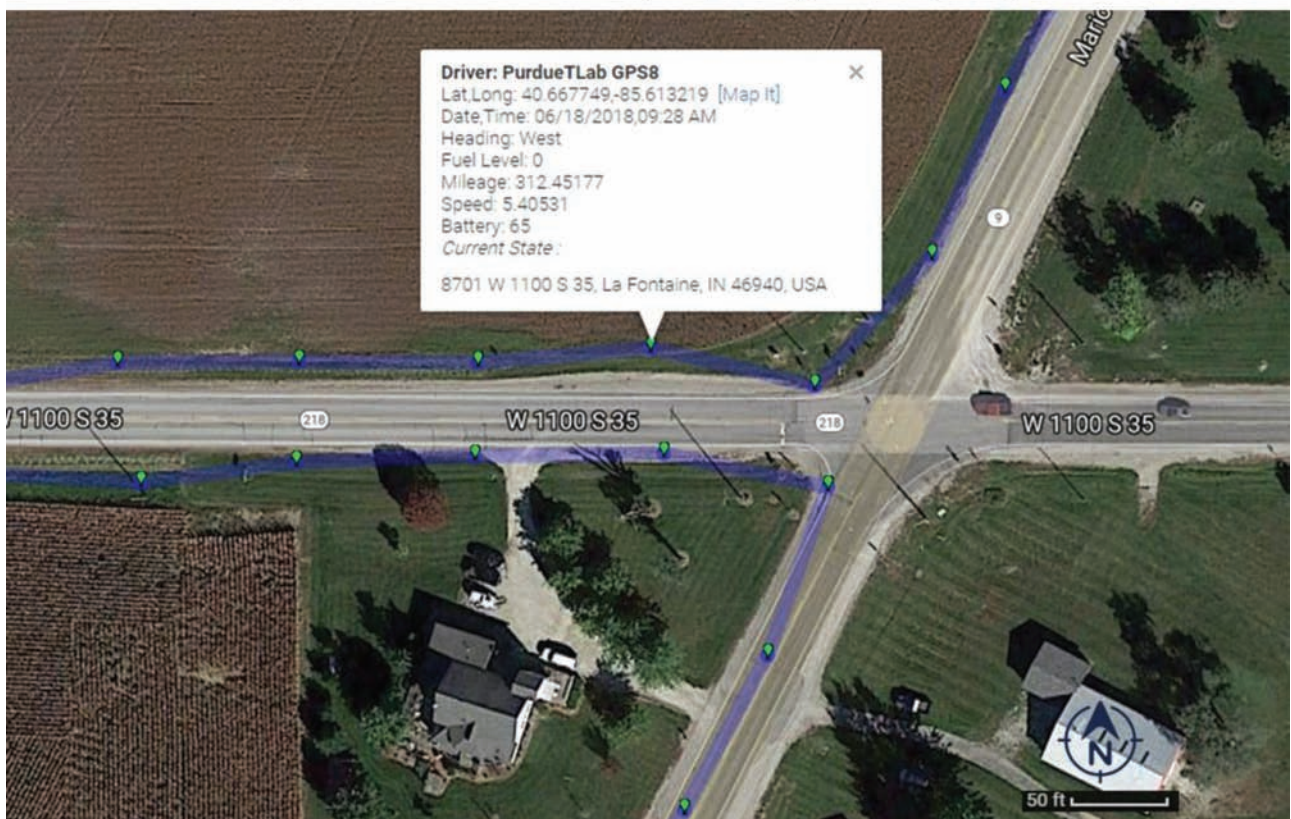 Driver: PurdueTLab GPS8
Lat,Long: 40.667749,-85.613219 [Map It]
Date,Time: 06/18/2018,09:28 AM
Heading: West
Fuel Level: 0
Mileage: 312.45177
Speed: 5.40531
Battery: 65
Current State :
8701 W 1100 S 35, La Fontaine, IN 46940, USA
Mario
9
W 1100 S 35
218
W 1100 S 35
218
W 1100 S 35
N
50 ft